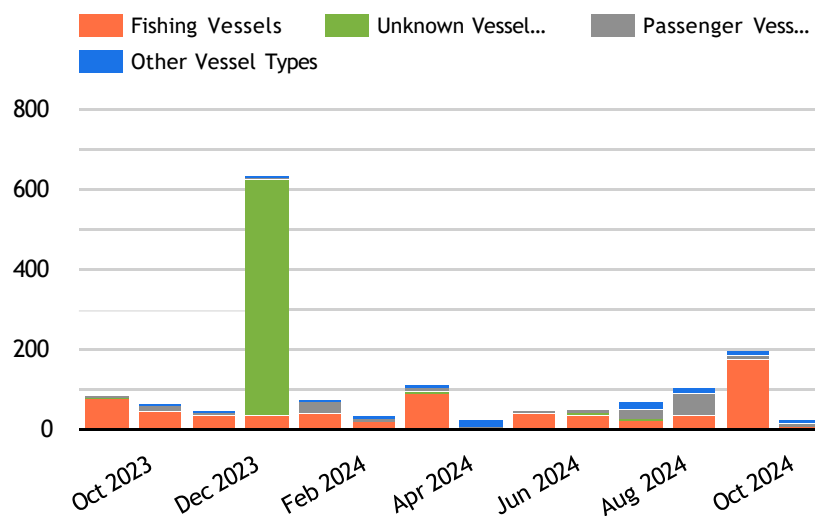 Fishing Vessels Unknown Vessel... Passenger Vess...
Other Vessel Types
800
600
400
200
0
Oct 2023 Dec 2023 Feb 2024 Apr 2024 Jun 2024 Aug 2024 Oct 2024